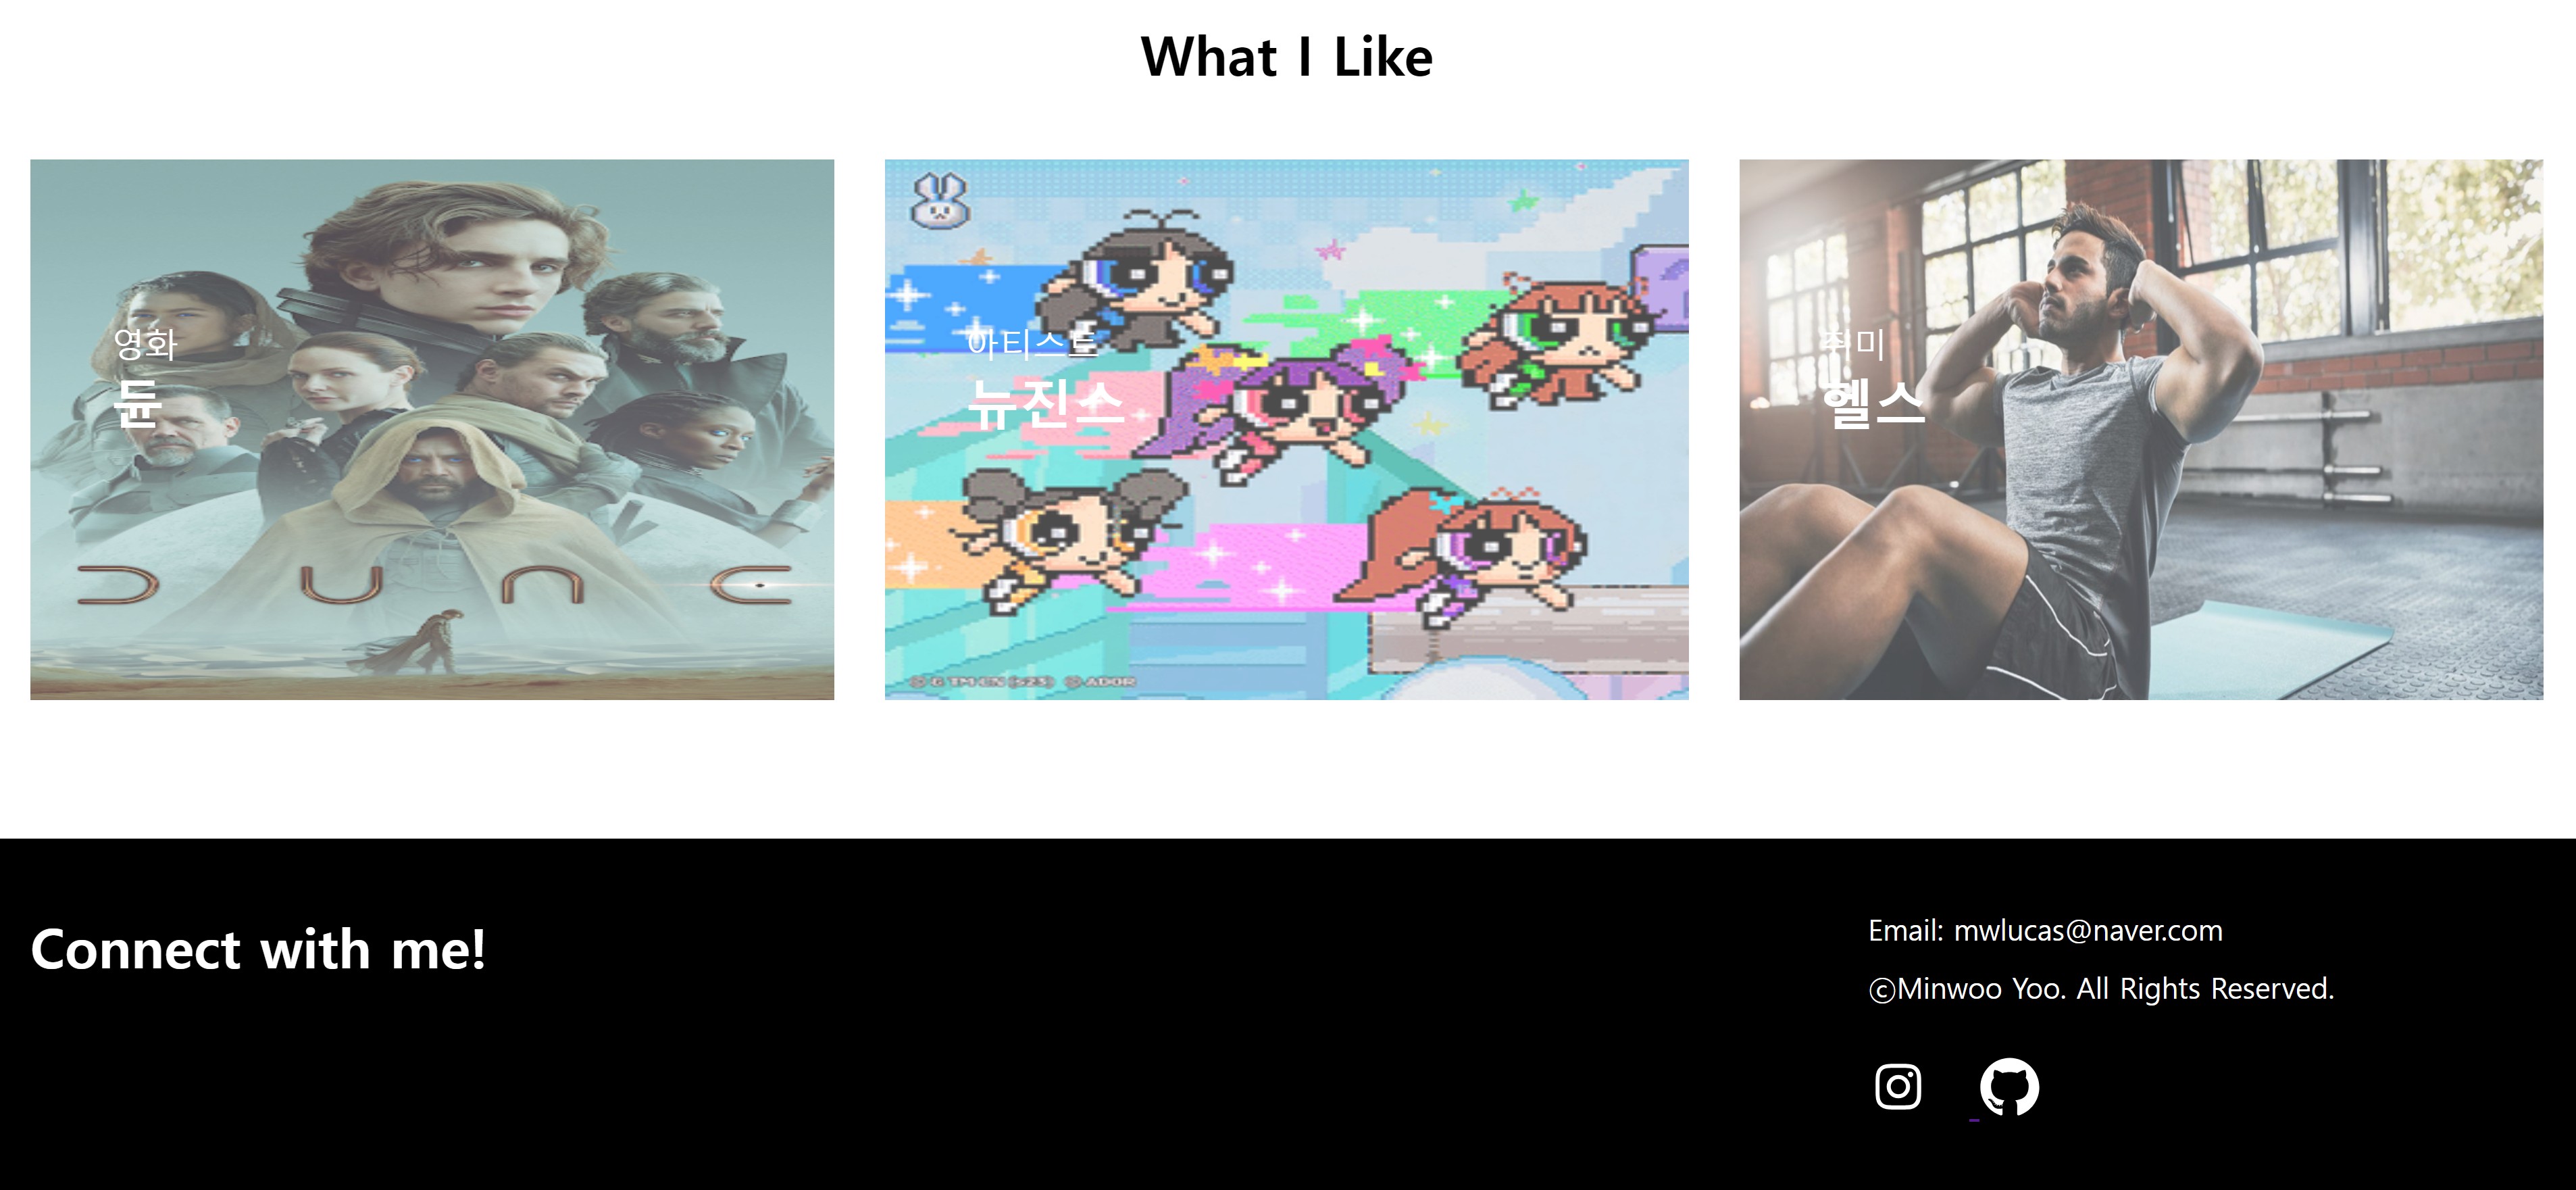 What I Like
영화
듄
DUNE
아티스트
뉴진스
© & TM CN (s23) © ADOR
취미
헬스
Connect with me!
Email: mwlucas@naver.com
ⓒMinwoo Yoo. All Rights Reserved.